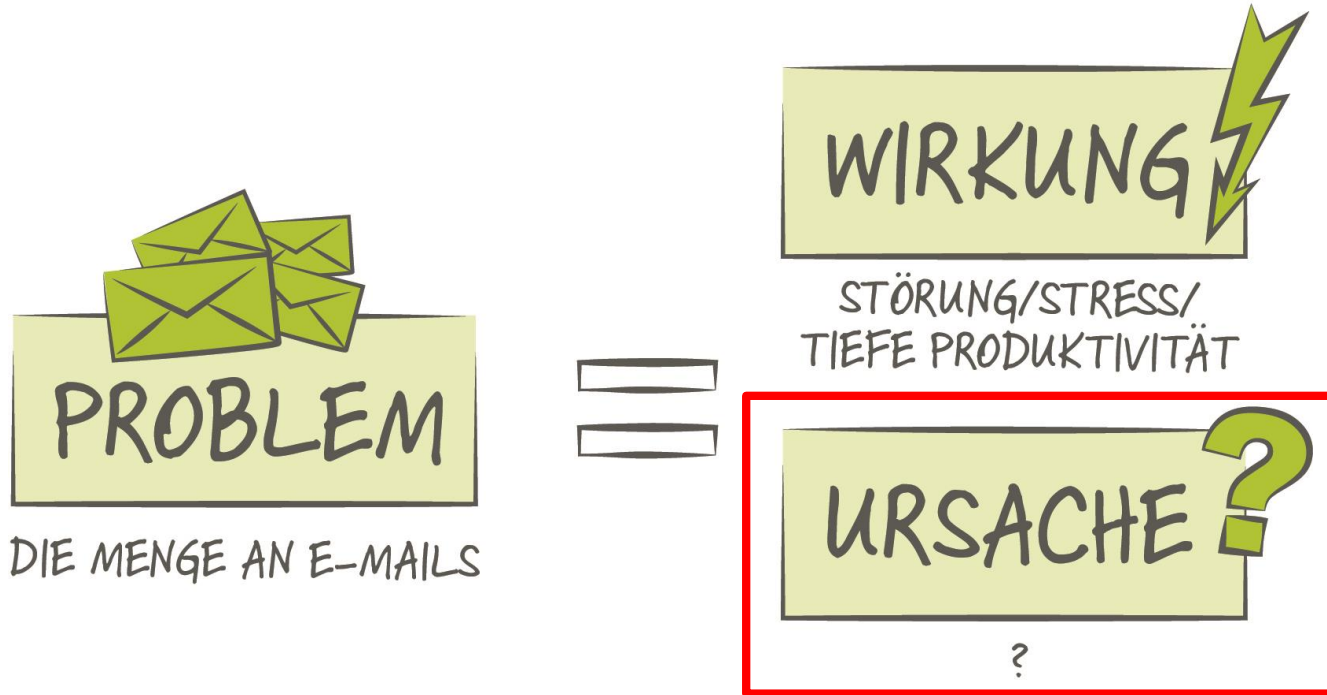 PROBLEM
DIE MENGE AN E-MAILS
WIRKUNG
STÖRUNG/STRESS/
TIEFE PRODUKTIVITÄT
URSACHE ?
?